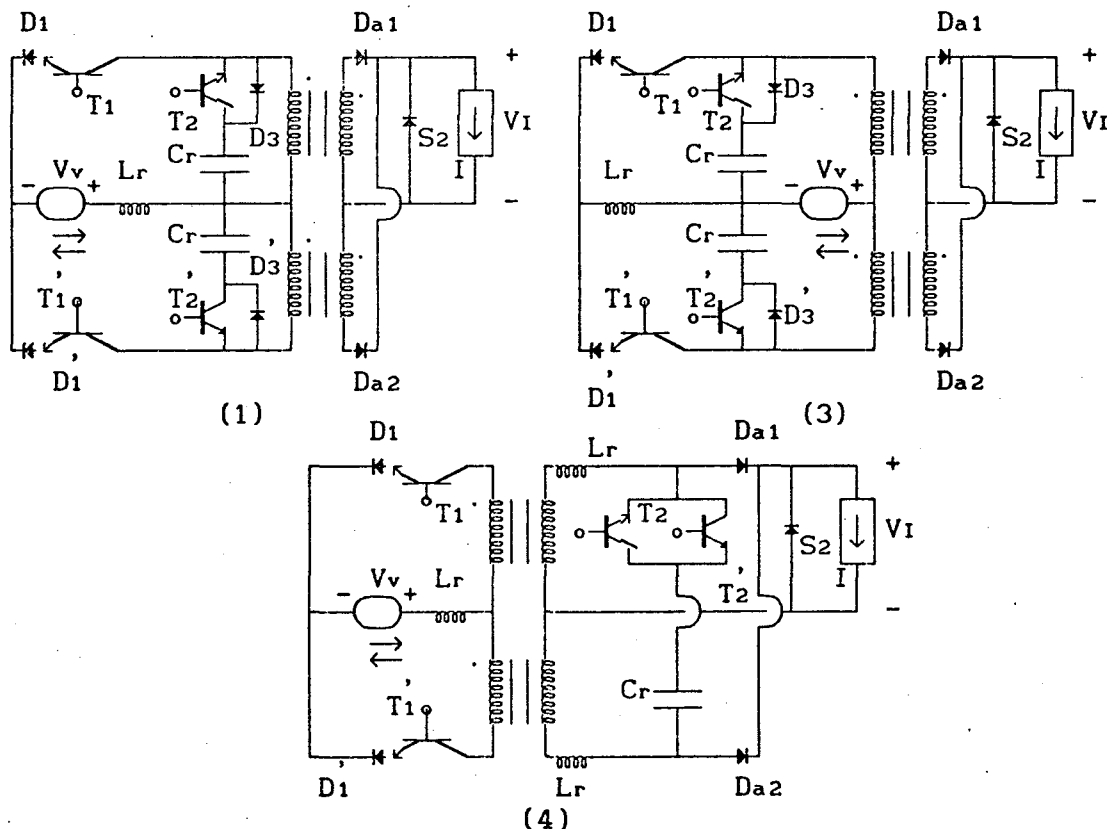 D1
Da1
D1
Da1
+
+
T1
T2
D3
S2
VI
T1
T2
D3
S2
VI
Cr
I
Cr
I
- Vv + Lr
-
Lr
- Vv +
-
Cr
D3'
Cr
T1'
T2'
T1'
T2'
D3'
D1'
Da2
D1'
Da2
(1)
(3)
D1
Lr
Da1
+
T1
T2
S2
VI
- Vv + Lr
T2'
I
-
T1'
Cr
D1'
Lr
Da2
(4)